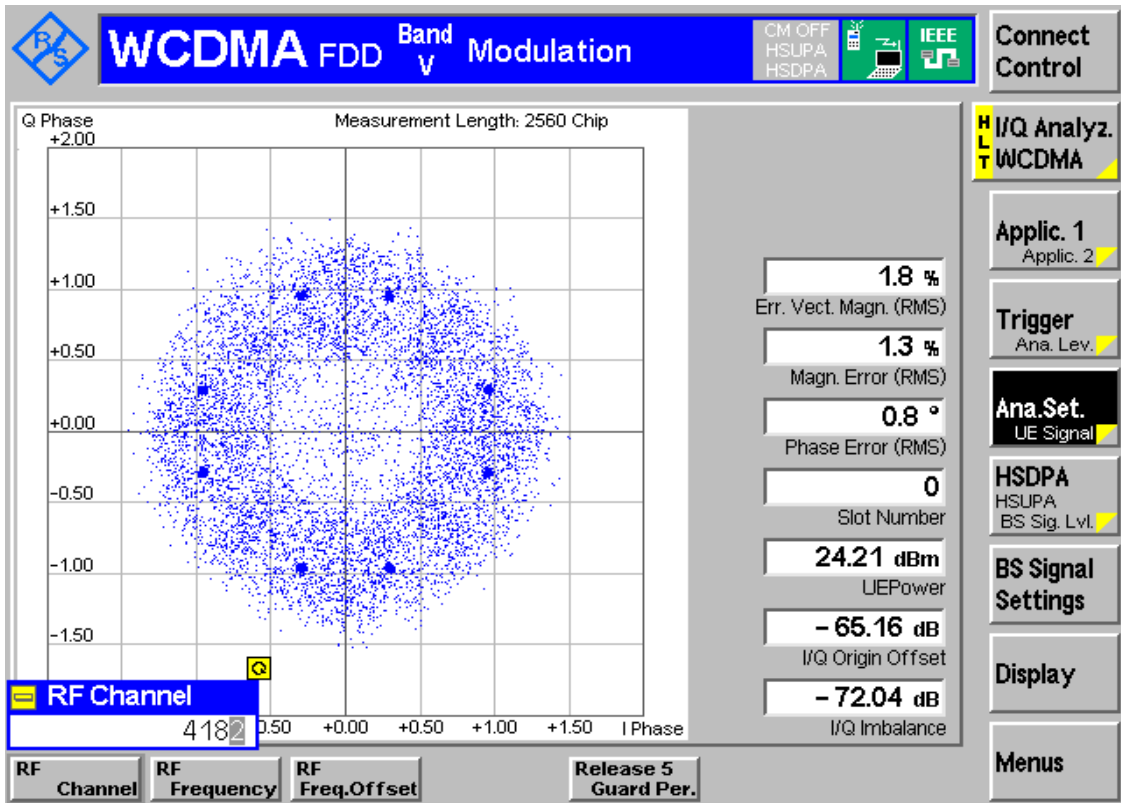 R/S
WCDMA FDD Band V Modulation
CM OFF
HSUPA
HSDPA
IEEE
Connect
Control
Q Phase
Measurement Length: 2560 Chip
+2.00
+1.50
+1.00
+0.50
+0.00
-0.50
-1.00
-1.50
0.50 +0.00 +0.50 +1.00 +1.50 I Phase
Q
RF Channel
4182
1.8 %
Err. Vect. Magn. (RMS)
1.3 %
Magn. Error (RMS)
0.8 °
Phase Error (RMS)
0
Slot Number
24.21 dBm
UEPower
– 65.16 dB
I/Q Origin Offset
– 72.04 dB
I/Q Imbalance
HLT
I/Q Analyz.
WCDMA
Applic. 1
Applic. 2
Trigger
Ana. Lev.
Ana.Set.
UE Signal
HSDPA
HSUPA
BS Sig. Lvl.
BS Signal
Settings
Display
Menus
RF
Channel
RF
Frequency
RF
Freq.Offset
Release 5
Guard Per.